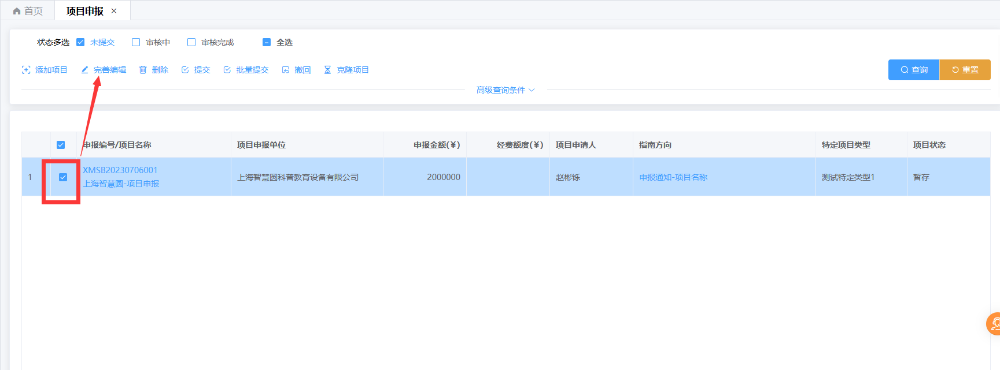 首页 项目申报
状态多选 未提交 审核中 审核完成 全选
添加项目 完善编辑 删除 提交 批量提交 撤回 克隆项目 查询 重置
高级查询条件
申报编号/项目名称 项目申报单位 申报金额(¥) 经费额度(¥) 项目申请人 指南方向 特定项目类型 项目状态
1 XMSB20230706001 上海智慧圆科普教育设备有限公司 2000000 赵彬铄 申报通知-项目名称 测试特定类型1 暂存
上海智慧圆-项目申报